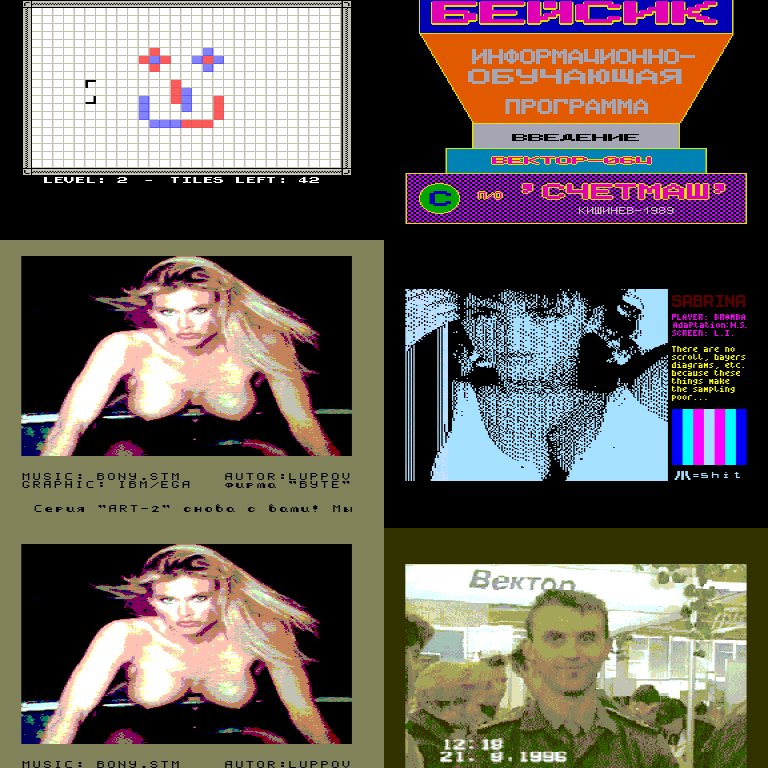 LEVEL: 2 - TILES LEFT: 42
БЕЙСИК
ИНФОРМАЦИОННО-
ОБУЧАЮЩАЯ
ПРОГРАММА
ВВЕДЕНИЕ
ВЕКТОР-06Ц
С П/О "СЧЕТМАШ"
КИШИНЕВ-1989
MUSIC: BONY.STM AUTOR:LUPPOV
GRAPHIC: IBM/EGA фирма "BYTE"
Серия "ART-2" снова с вами! Мы
SABRINA
PLAYER: BRAMBA
Adaptation:H.S.
SCREEN: L.I.
There are no
scroll, bayers
diagrams, etc.
because these
things make
the sampling
poor...
=shit
MUSIC: BONY.STM AUTOR:LUPPOV
Вектор
12:18
21. 9.1996